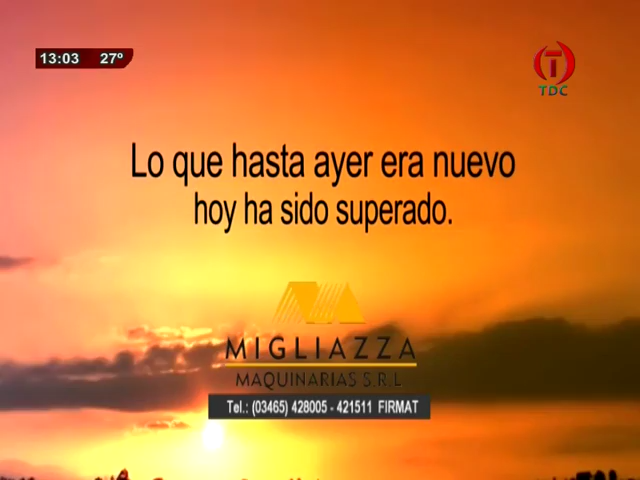 13:03 27º
TDC
Lo que hasta ayer era nuevo
hoy ha sido superado.
MIGLIAZZA
MAQUINARIAS S.R.L
Tel.: (03465) 428005 - 421511 FIRMAT